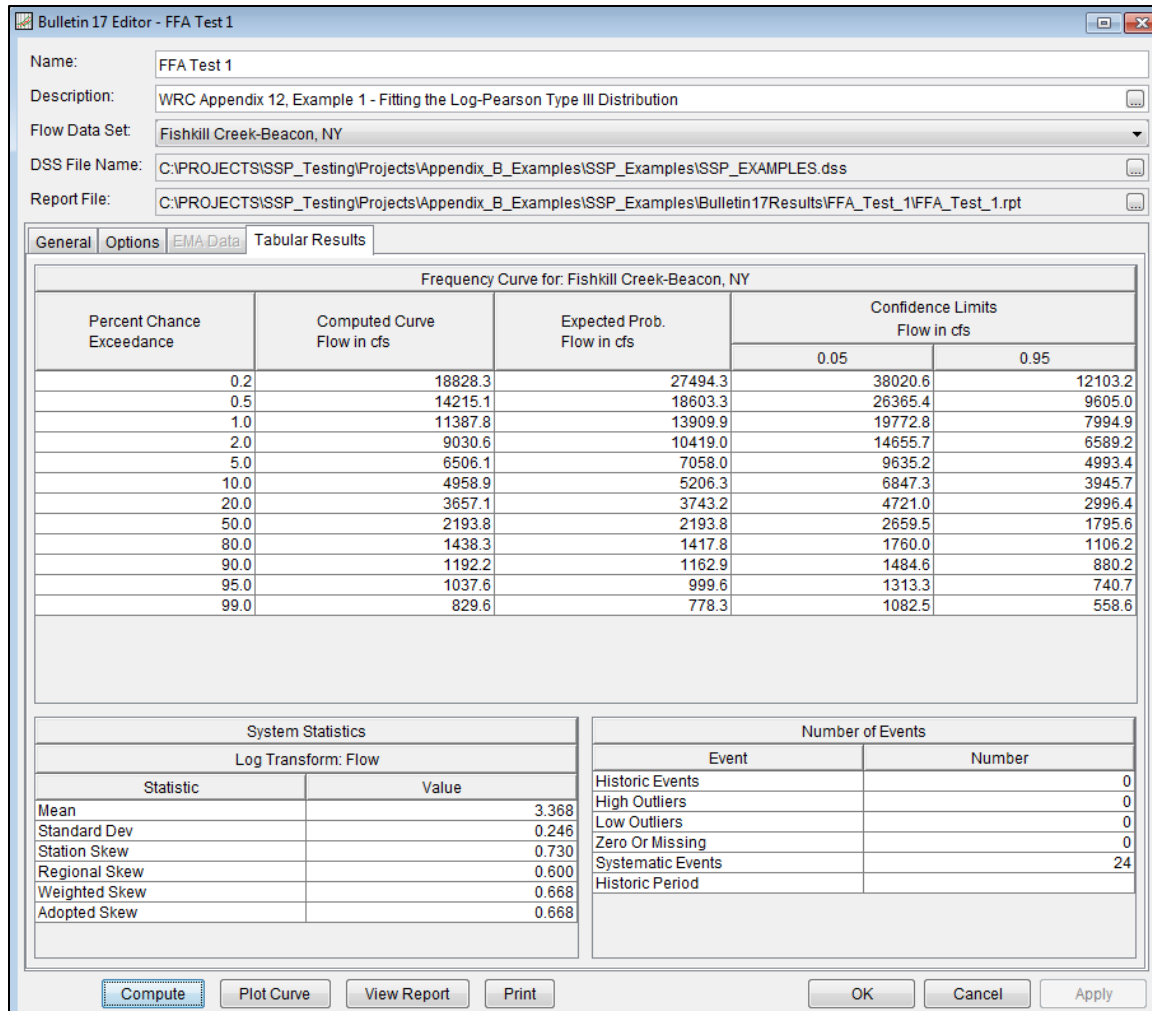 Bulletin 17 Editor - FFA Test 1
Name: FFA Test 1
Description: WRC Appendix 12, Example 1 - Fitting the Log-Pearson Type III Distribution ...
Flow Data Set: Fishkill Creek-Beacon, NY
DSS File Name: C:\PROJECTS\SSP_Testing\Projects\Appendix_B_Examples\SSP_Examples\SSP_EXAMPLES.dss ...
Report File: C:\PROJECTS\SSP_Testing\Projects\Appendix_B_Examples\SSP_Examples\Bulletin17Results\FFA_Test_1\FFA_Test_1.rpt ...
General Options EMA Data Tabular Results
Frequency Curve for: Fishkill Creek-Beacon, NY
Percent Chance Exceedance Computed Curve Flow in cfs Expected Prob. Flow in cfs Confidence Limits Flow in cfs
0.05 0.95
0.2 18828.3 27494.3 38020.6 12103.2
0.5 14215.1 18603.3 26365.4 9605.0
1.0 11387.8 13909.9 19772.8 7994.9
2.0 9030.6 10419.0 14655.7 6589.2
5.0 6506.1 7058.0 9635.2 4993.4
10.0 4958.9 5206.3 6847.3 3945.7
20.0 3657.1 3743.2 4721.0 2996.4
50.0 2193.8 2193.8 2659.5 1795.6
80.0 1438.3 1417.8 1760.0 1106.2
90.0 1192.2 1162.9 1484.6 880.2
95.0 1037.6 999.6 1313.3 740.7
99.0 829.6 778.3 1082.5 558.6
System Statistics
Log Transform: Flow
Statistic Value
Mean 3.368
Standard Dev 0.246
Station Skew 0.730
Regional Skew 0.600
Weighted Skew 0.668
Adopted Skew 0.668
Number of Events
Event Number
Historic Events 0
High Outliers 0
Low Outliers 0
Zero Or Missing 0
Systematic Events 24
Historic Period
Compute Plot Curve View Report Print OK Cancel Apply